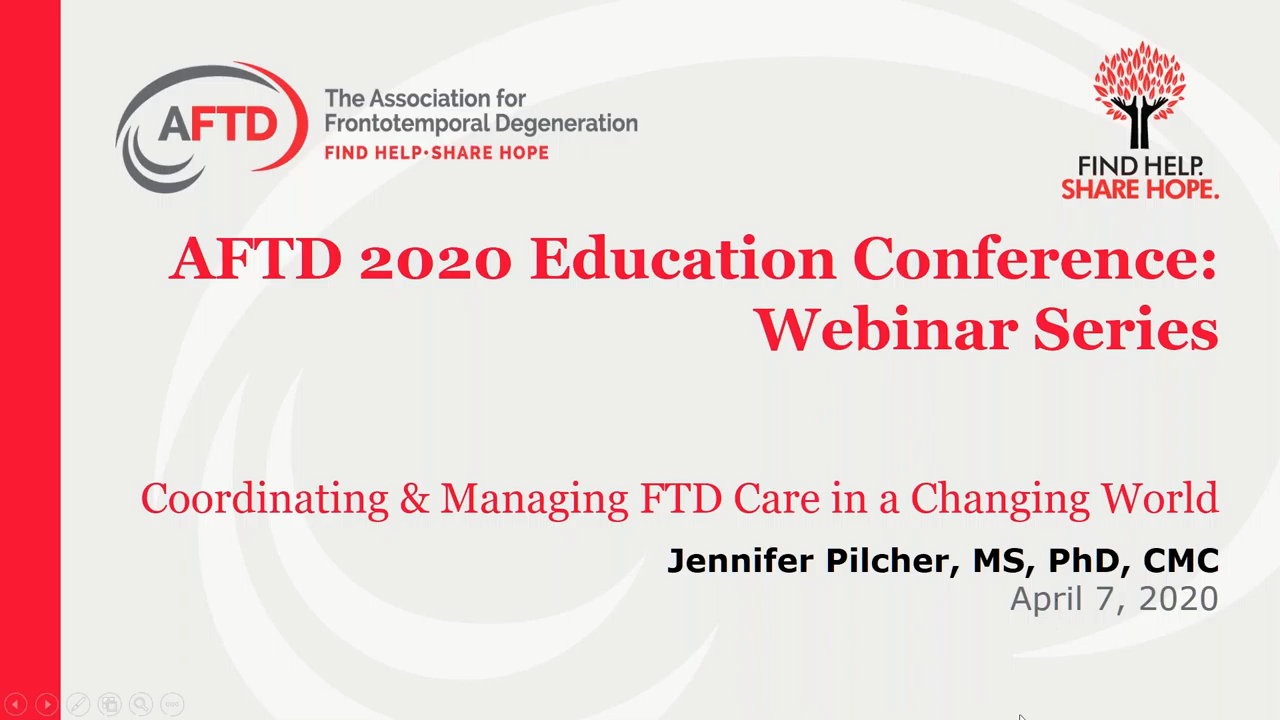 AFTD
The Association for
Frontotemporal Degeneration
FIND HELP·SHARE HOPE
FIND HELP.
SHARE HOPE.
AFTD 2020 Education Conference:
Webinar Series
Coordinating & Managing FTD Care in a Changing World
Jennifer Pilcher, MS, PhD, CMC
April 7, 2020